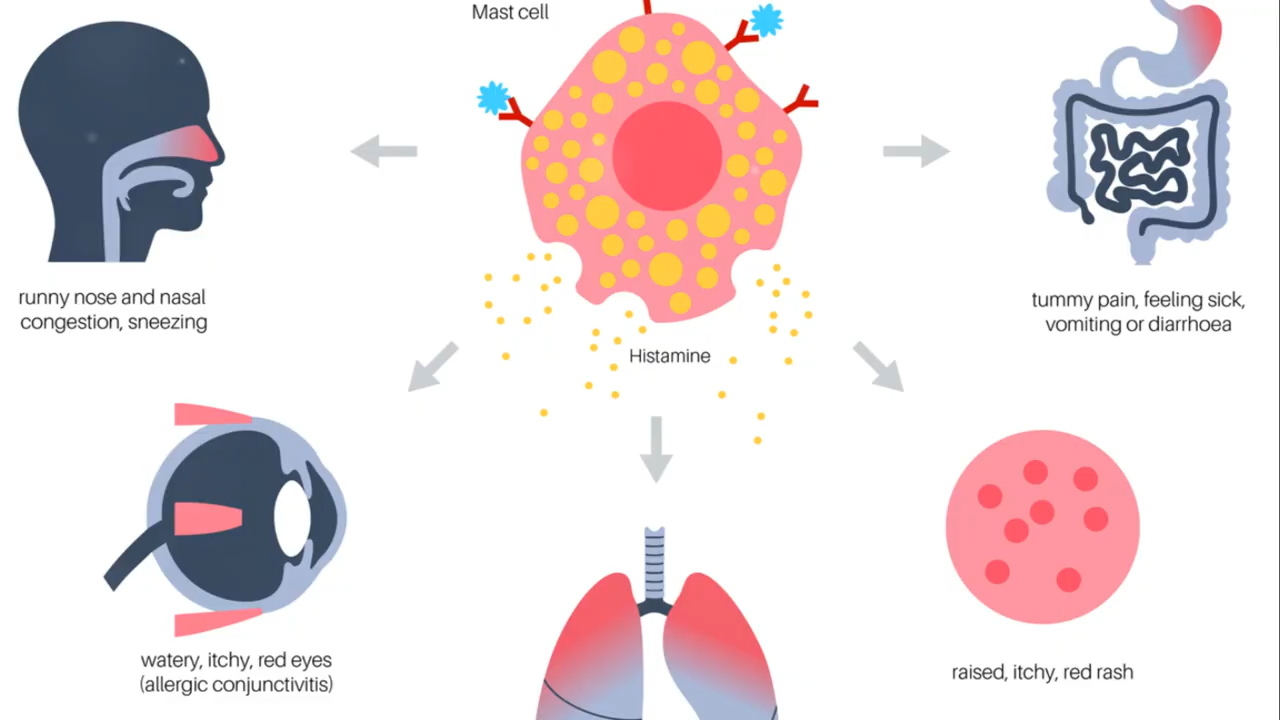 Mast cell
runny nose and nasal
congestion, sneezing
tummy pain, feeling sick,
vomiting or diarrhoea
Histamine
watery, itchy, red eyes
(allergic conjunctivitis)
raised, itchy, red rash